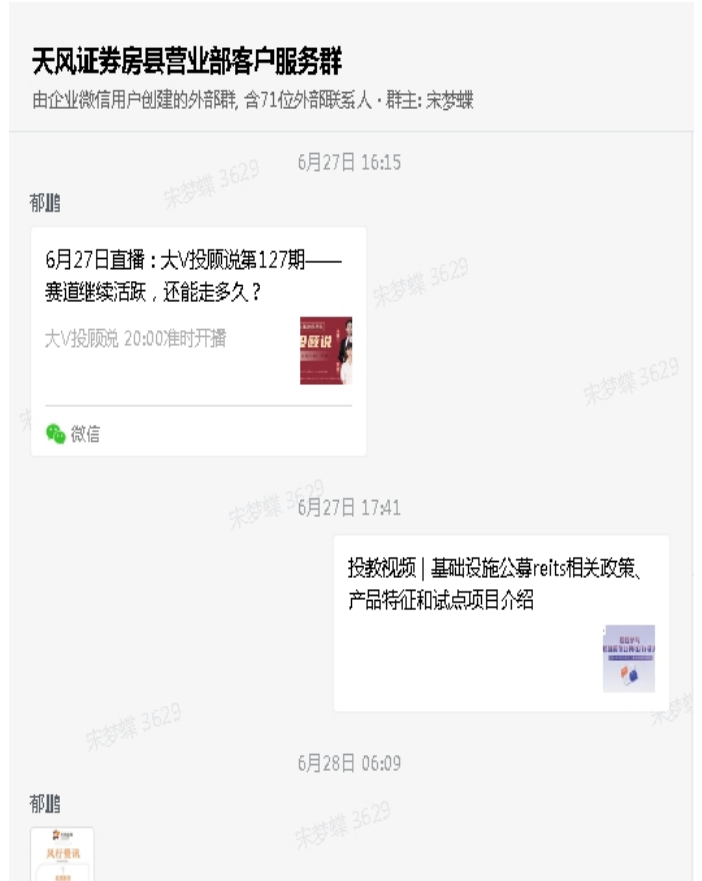 天风证券房县营业部客户服务群
由企业微信用户创建的外部群, 含71位外部联系人 · 群主: 宋梦蝶
6月27日 16:15
宋梦蝶 3629
郁鹏
6月27日直播：大V投顾说第127期——
赛道继续活跃，还能走多久？
宋梦蝶 3629
大V投顾说 20:00准时开播
投顾说
宋梦蝶 3629
微信
宋梦蝶 3629
6月27日 17:41
投教视频 | 基础设施公募reits相关政策、
产品特征和试点项目介绍
宋梦蝶 3629
6月28日 06:09
郁鹏
宋梦蝶 3629
风行资讯